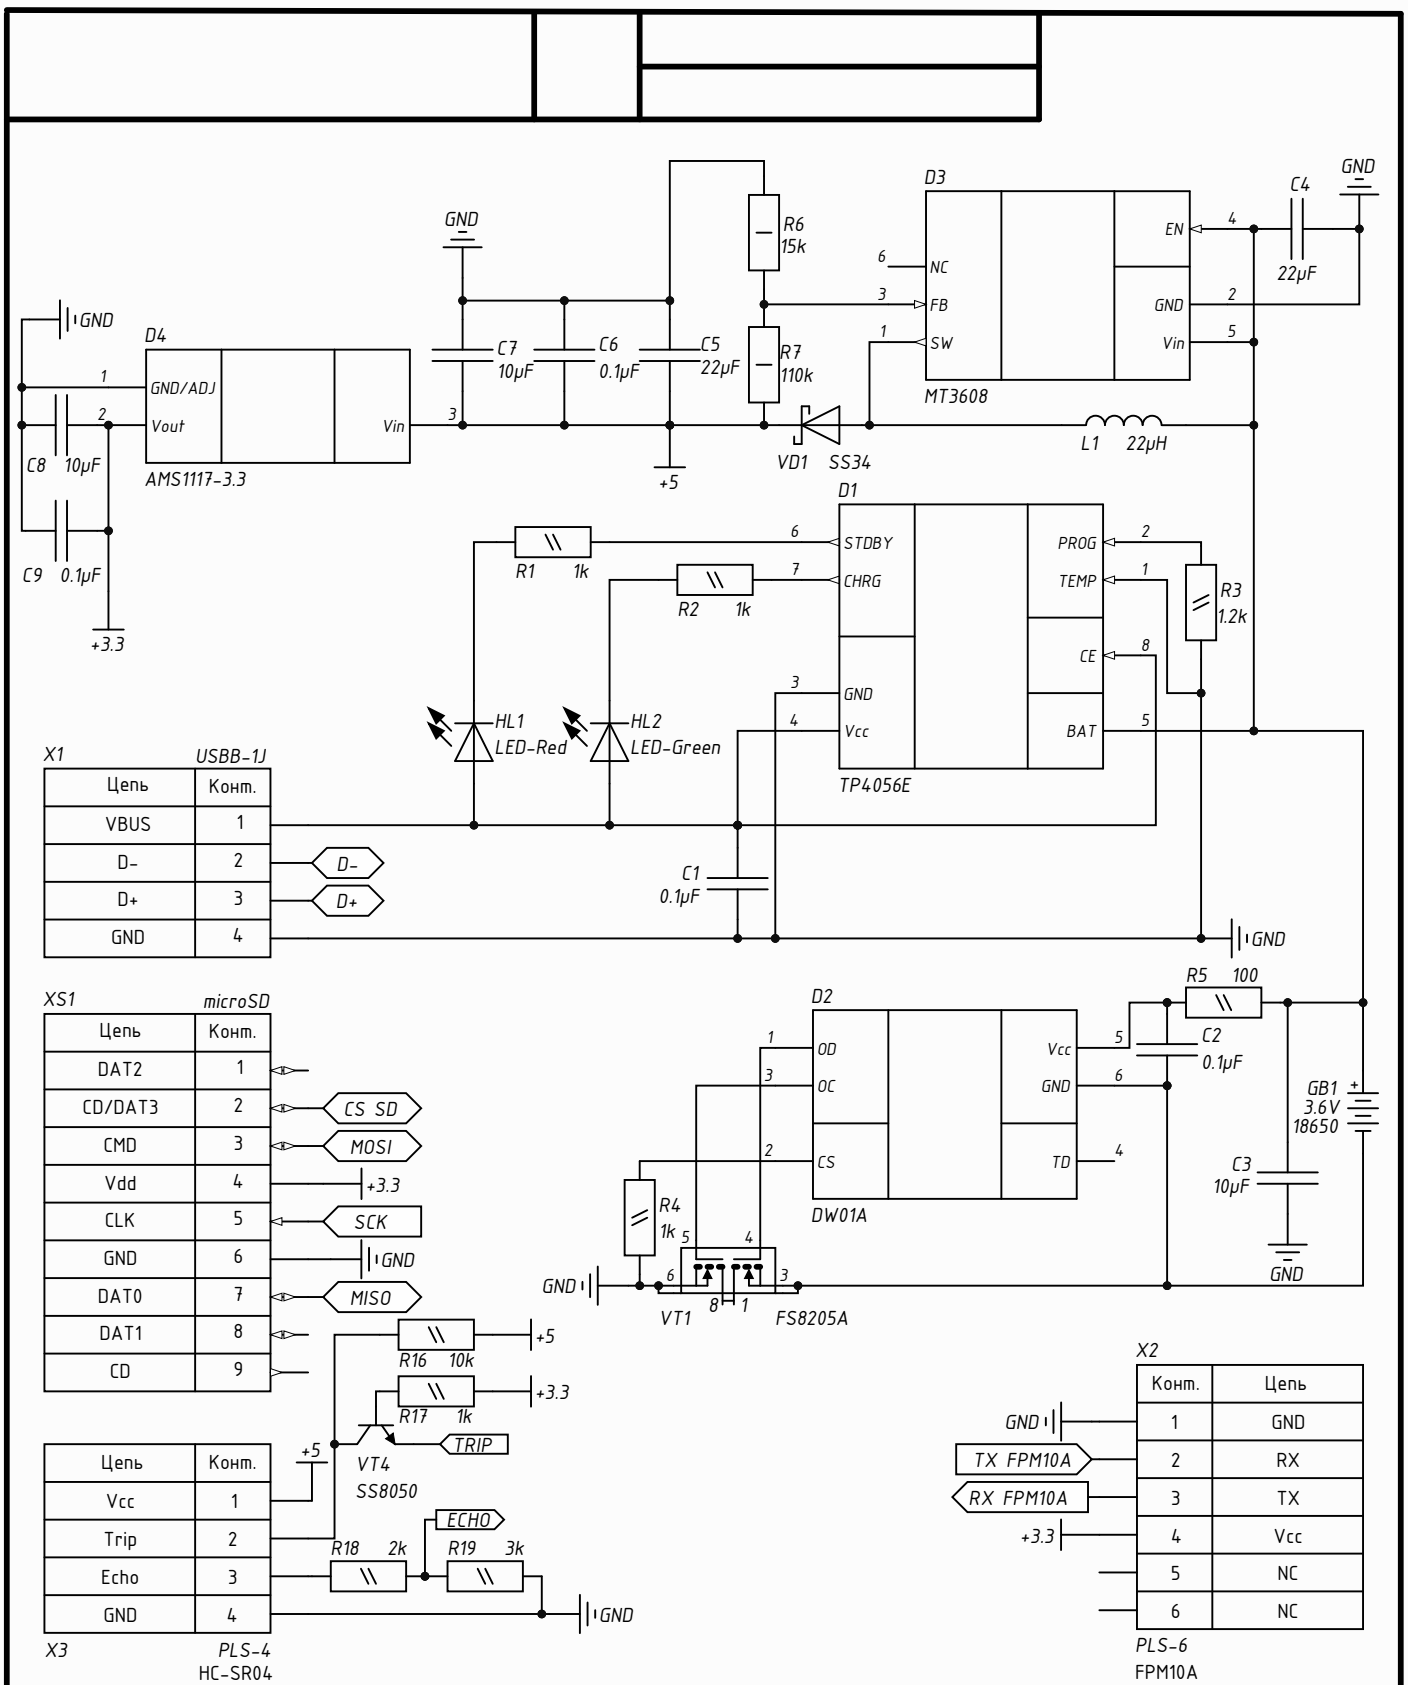 GND
C4
22µF
D3
MT3608
EN 4
GND 2
Vin 5
6 NC
3 FB
1 SW
R6
15k
R7
110k
GND
C7
10µF
C6
0.1µF
C5
22µF
+5
VD1 SS34
L1 22µH
GND
D4
1 GND/ADJ
2 Vout
Vin 3
AMS1117-3.3
C8 10µF
C9 0.1µF
+3.3
D1
6 STDBY
7 CHRG
3 GND
4 Vcc
PROG 2
TEMP 1
CE 8
BAT 5
TP4056E
R1 1k
R2 1k
R3
1.2k
HL1
LED-Red
HL2
LED-Green
C1
0.1µF
GND
X1 USBB-1J
Цепь Конт.
VBUS 1
D- 2 D-
D+ 3 D+
GND 4
XS1 microSD
Цепь Конт.
DAT2 1
CD/DAT3 2 CS SD
CMD 3 MOSI
Vdd 4 +3.3
CLK 5 SCK
GND 6 GND
DAT0 7 MISO
DAT1 8
CD 9
D2
1 OD
3 OC
2 CS
Vcc 5
GND 6
TD 4
DW01A
R5 100
C2
0.1µF
GB1 +
3.6V
18650
C3
10µF
GND
R4
1k
5 4
GND 6 3
8 1
VT1 FS8205A
R16 10k
+5
R17 1k
+3.3
TRIP
VT4
SS8050
+5
Цепь Конт.
Vcc 1
Trip 2
Echo 3
GND 4
X3 PLS-4
HC-SR04
ECHO
R18 2k
R19 3k
GND
X2
Конт. Цепь
GND 1 GND
TX FPM10A 2 RX
RX FPM10A 3 TX
+3.3 4 Vcc
5 NC
6 NC
PLS-6
FPM10A